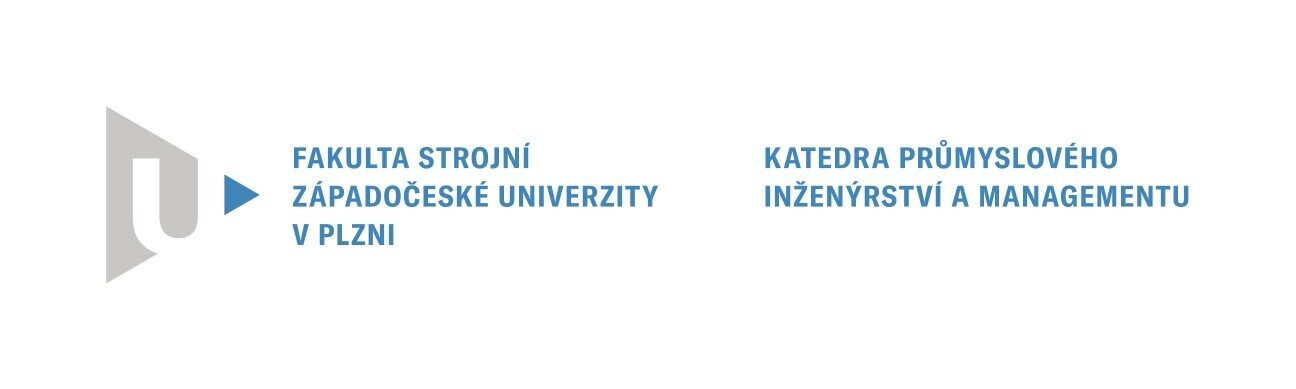 FAKULTA STROJNÍ
ZÁPADOČESKÉ UNIVERZITY
V PLZNI
KATEDRA PRŮMYSLOVÉHO
INŽENÝRSTVÍ A MANAGEMENTU